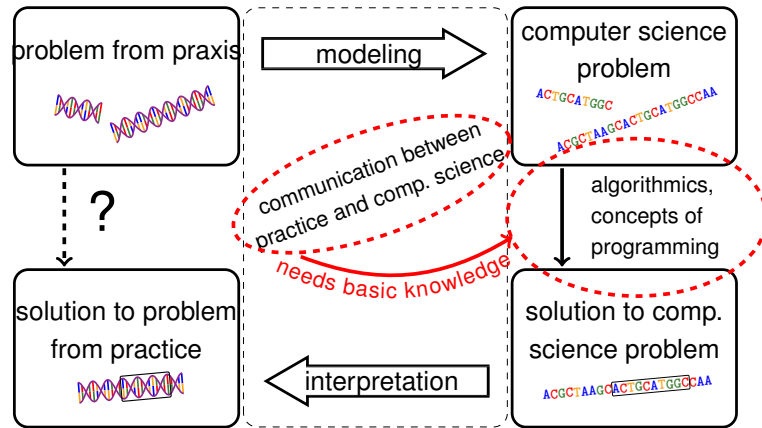 problem from praxis
modeling
computer science
problem
ACTGCATGGC
ACGCTAAGCACTGCATGGCCAA
?
communication between
practice and comp. science
algorithmics,
concepts of
programming
needs basic knowledge
solution to problem
from practice
interpretation
solution to comp.
science problem
ACGCTAAGCACTGCATGGCCAA